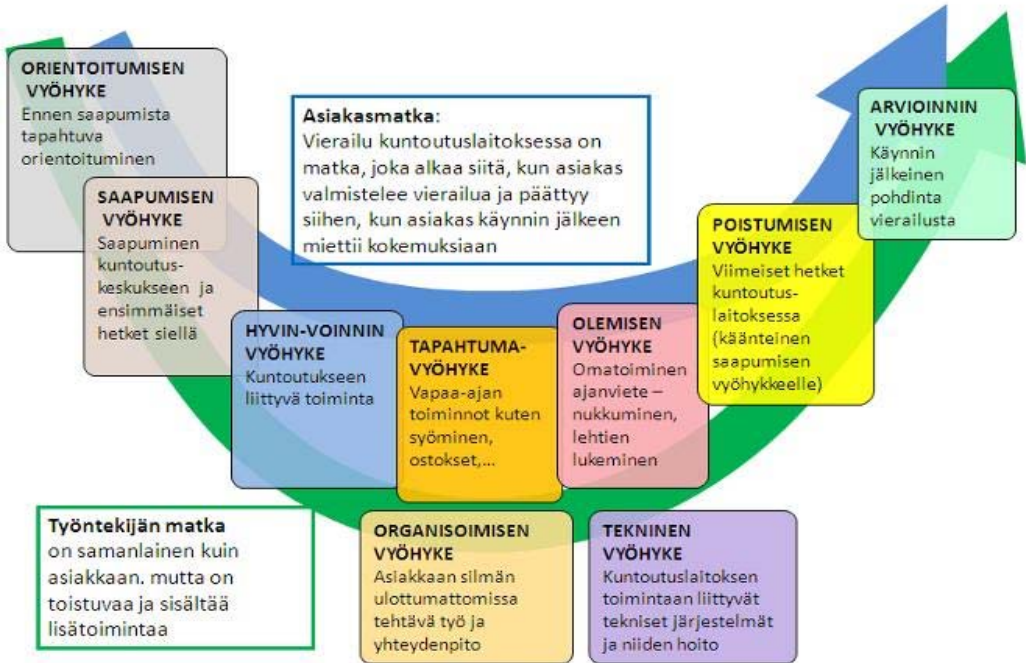 ORIENTOITUMISEN
VYÖHYKE
Ennen saapumista
tapahtuva
orientoituminen
SAAPUMISEN
VYÖHYKE
Saapuminen
kuntoutus-
keskukseen ja
ensimmäiset
hetket siellä
Asiakasmatka:
Vierailu kuntoutuslaitoksessa on
matka, joka alkaa siitä, kun asiakas
valmistelee vierailua ja päättyy
siihen, kun asiakas käynnin jälkeen
miettii kokemuksiaan
HYVIN-VOINNIN
VYÖHYKE
Kuntoutukseen
liittyvä toiminta
TAPAHTUMA-
VYÖHYKE
Vapaa-ajan
toiminnot kuten
syöminen,
ostokset,...
OLEMISEN
VYÖHYKE
Omatoiminen
ajanviete –
nukkuminen,
lehtien
lukeminen
POISTUMISEN
VYÖHYKE
Viimeiset hetket
kuntoutus-
laitoksessa
(käänteinen
saapumisen
vyöhykkeelle)
ARVIOINNIN
VYÖHYKE
Käynnin
jälkeinen
pohdinta
vierailusta
Työntekijän matka
on samanlainen kuin
asiakkaan. mutta on
toistuvaa ja sisältää
lisätoimintaa
ORGANISOIMISEN
VYÖHYKE
Asiakkaan silmän
ulottumattomissa
tehtävä työ ja
yhteydenpito
TEKNINEN
VYÖHYKE
Kuntoutuslaitoksen
toimintaan liittyvät
tekniset järjestelmät
ja niiden hoito